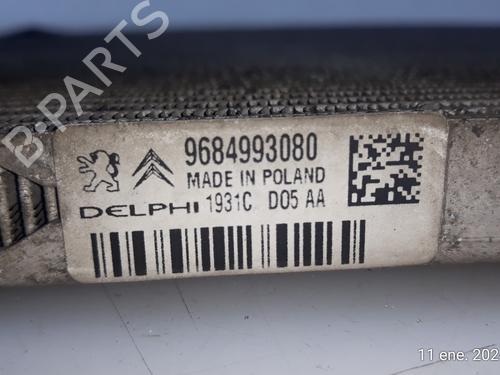 B-PARTS
9684993080
MADE IN POLAND
DELPHI 1931C D05 AA
11 ene. 202